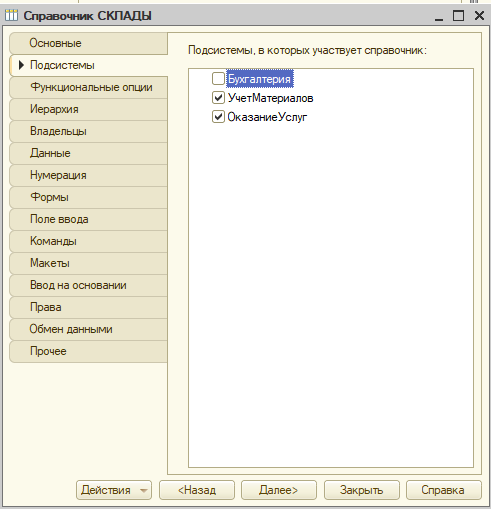 Справочник СКЛАДЫ
Основные
Подсистемы
Функциональные опции
Иерархия
Владельцы
Данные
Нумерация
Формы
Поле ввода
Команды
Макеты
Ввод на основании
Права
Обмен данными
Прочее
Подсистемы, в которых участвует справочник:
Бухгалтерия
УчетМатериалов
ОказаниеУслуг
Действия
<Назад
Далее>
Закрыть
Справка